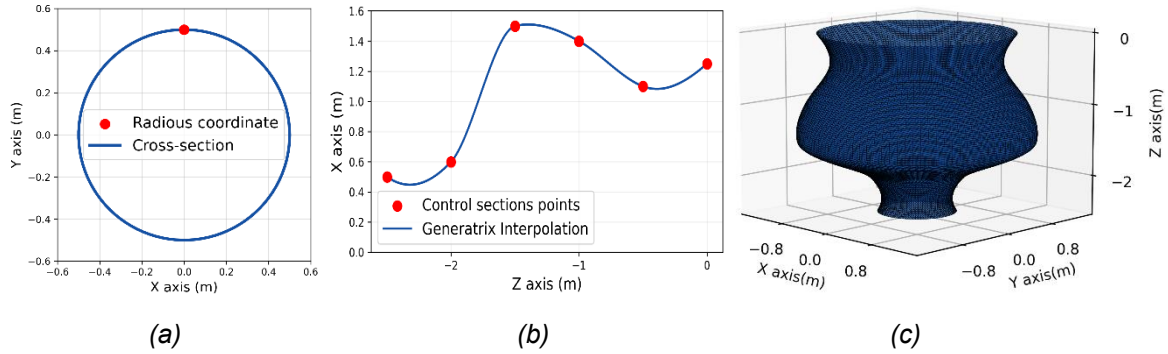 0.6
0.4
0.2
0.0
−0.2
−0.4
−0.6
Y axis (m)
Radious coordinate
Cross-section
−0.6 −0.4 −0.2 0.0 0.2 0.4 0.6
X axis (m)
(a)
1.6
1.4
1.2
1.0
0.8
0.6
0.4
0.2
0.0
X axis (m)
Control sections points
Generatrix Interpolation
−2 −1 0
Z axis (m)
(b)
0
−1
−2
Z axis(m)
−0.8 0.0 0.8
X axis(m)
−0.8 0.0 0.8
Y axis(m)
(c)